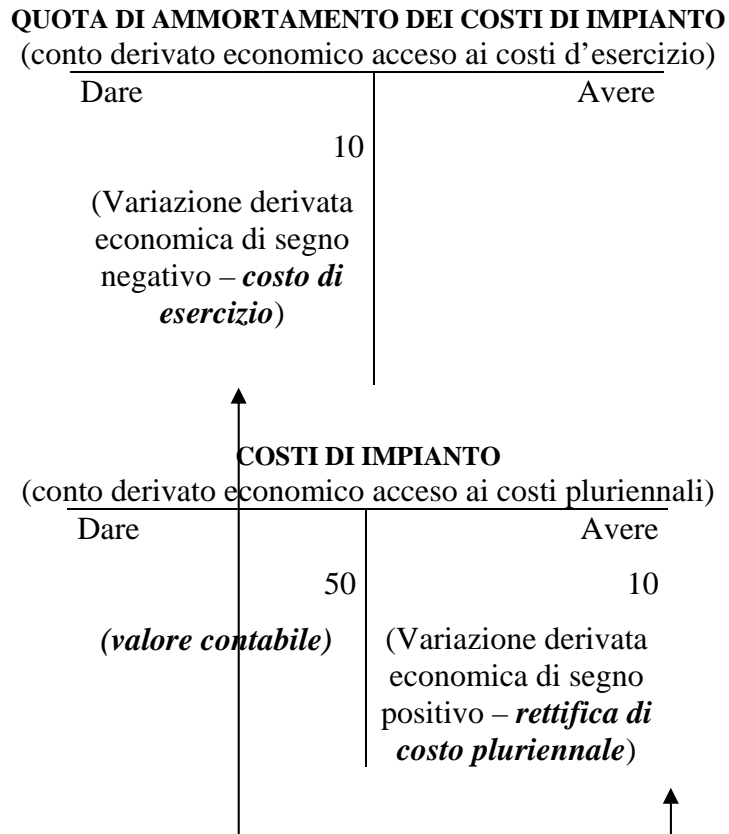 QUOTA DI AMMORTAMENTO DEI COSTI DI IMPIANTO
(conto derivato economico acceso ai costi d’esercizio)
Dare Avere
10
(Variazione derivata
economica di segno
negativo – costo di
esercizio)
COSTI DI IMPIANTO
(conto derivato economico acceso ai costi pluriennali)
Dare Avere
50 10
(valore contabile) (Variazione derivata
economica di segno
positivo – rettifica di
costo pluriennale)